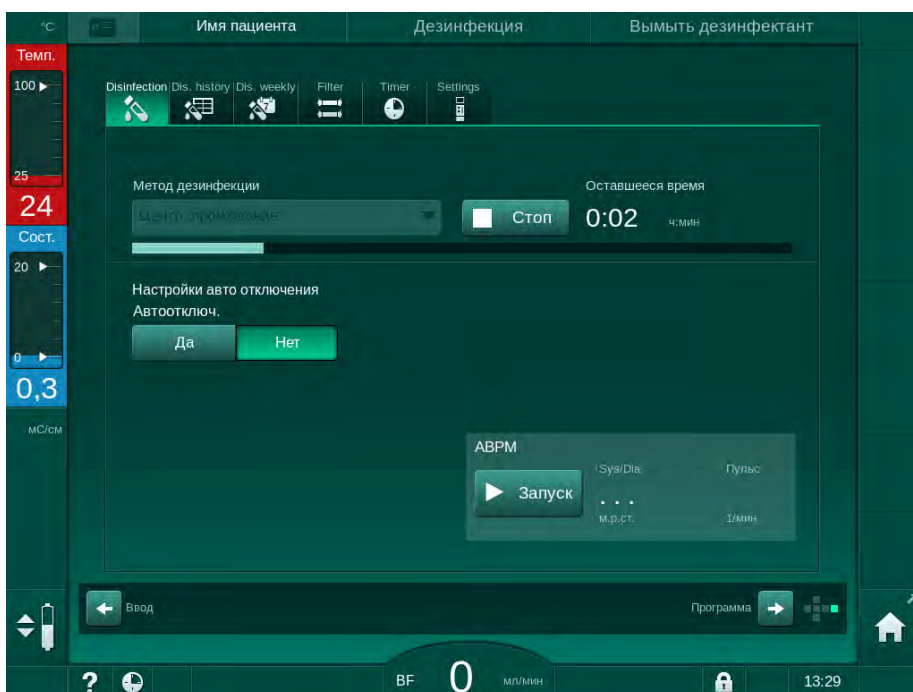 °C Имя пациента Дезинфекция Вымыть дезинфектант
Темп.
100
Disinfection Dis. history Dis. weekly Filter Timer Settings
25
24
Метод дезинфекции Оставшееся время
Стоп 0:02 ч:мин
Сост.
20
Настройки авто отключения
Автоотключ.
Да Нет
0
0,3
мС/см
ABPM
Sys/Dia Пульс
Запуск . . .
м.р.ст. 1/мин
Ввод Программа
? BF 0 мл/мин 13:29